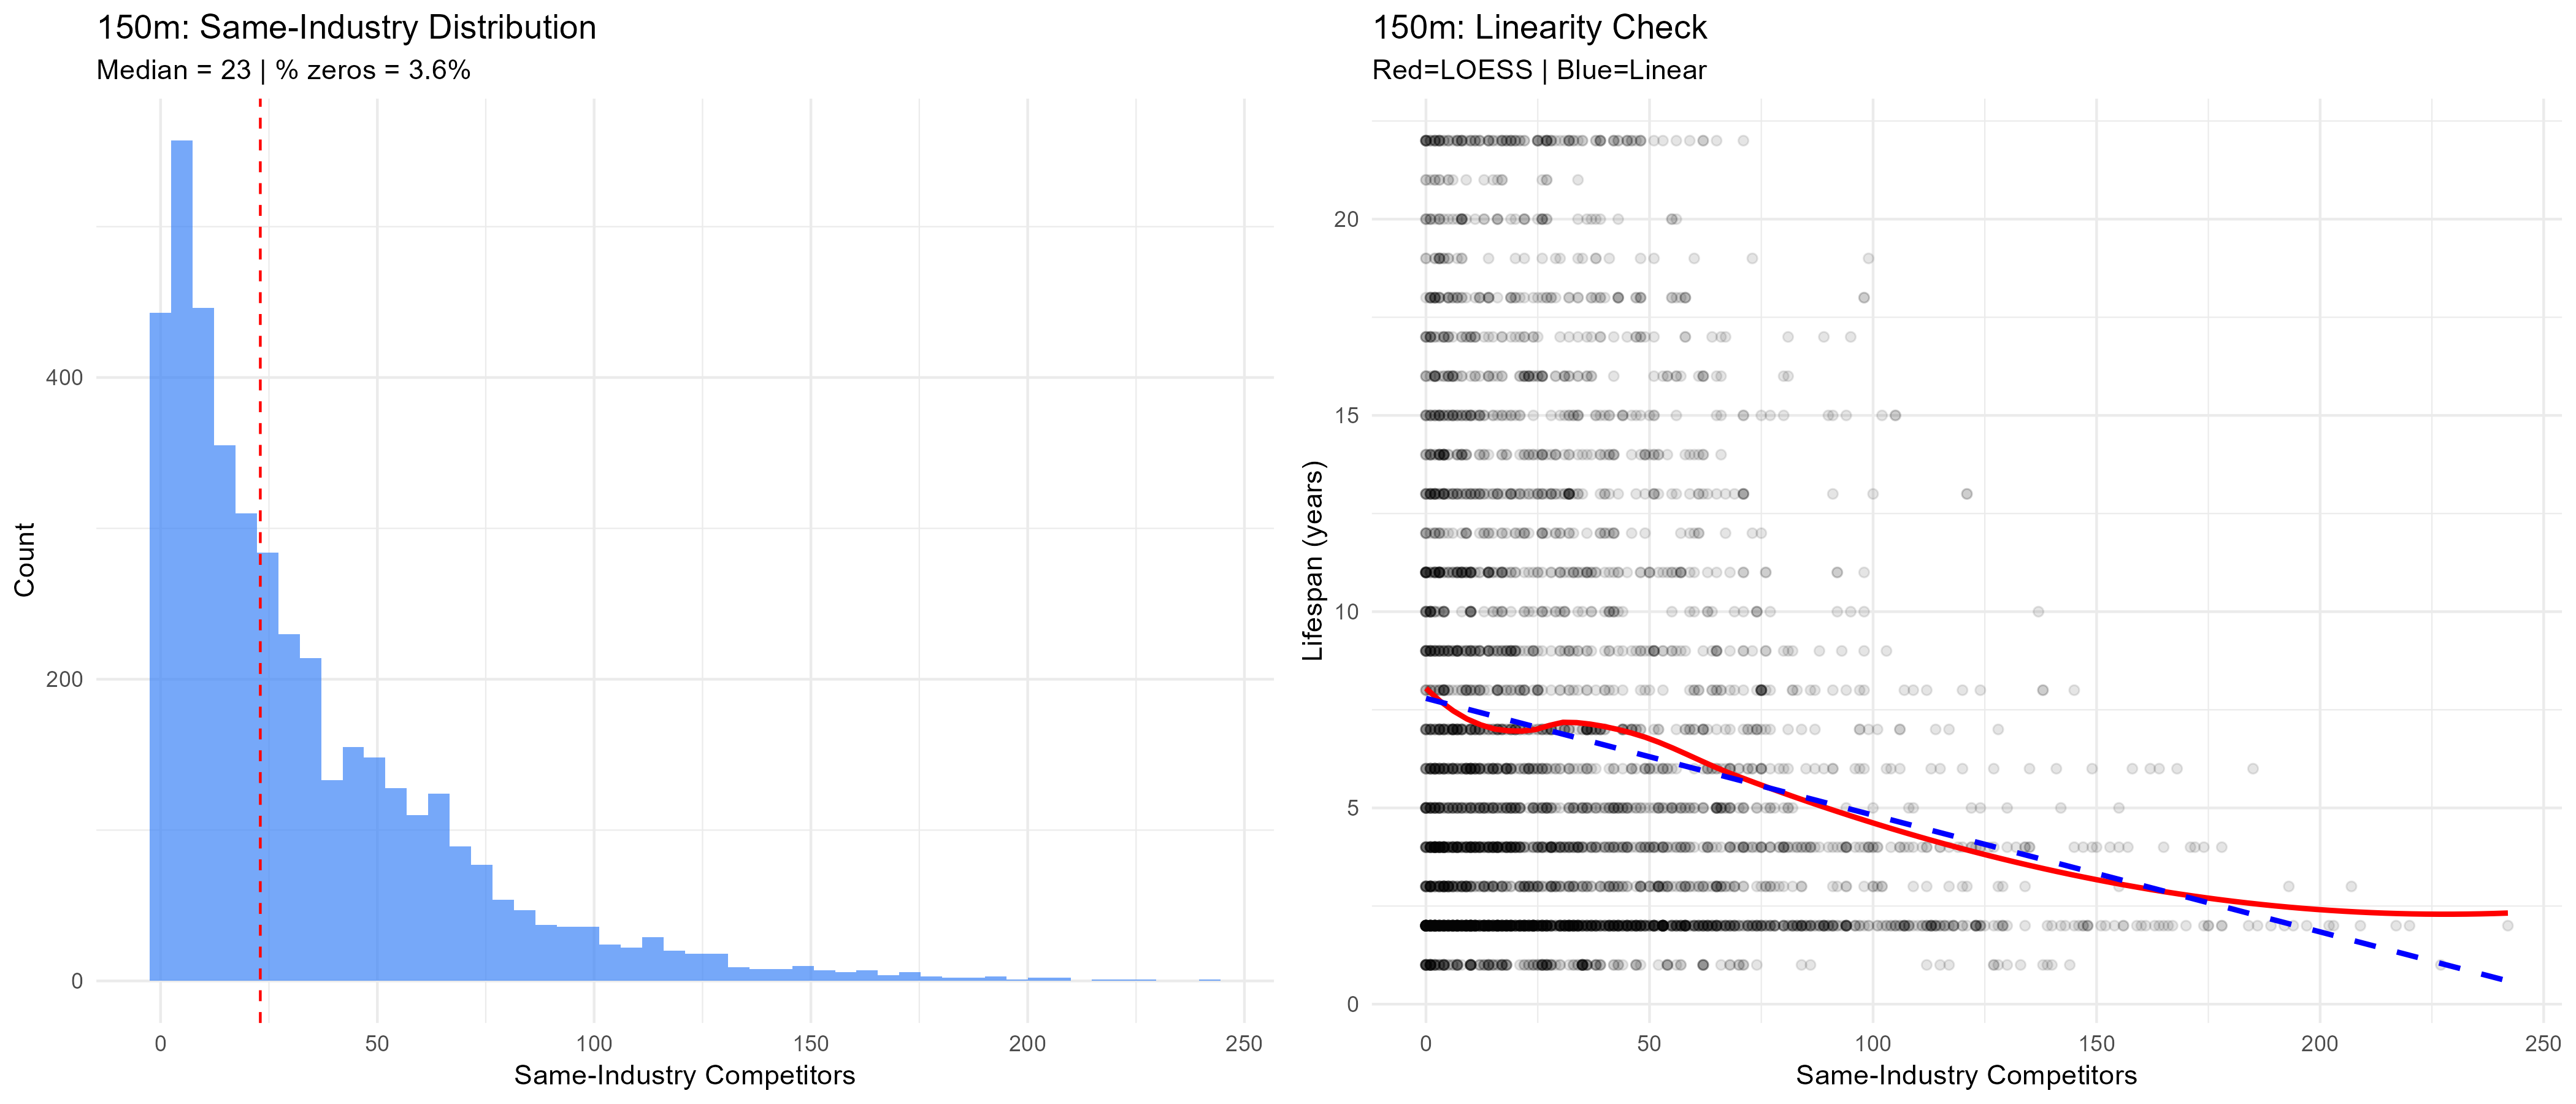 150m: Same-Industry Distribution
Median = 23 | % zeros = 3.6%
Count
400
200
0
0
50
100
150
200
250
Same-Industry Competitors
150m: Linearity Check
Red=LOESS | Blue=Linear
Lifespan (years)
20
15
10
5
0
0
50
100
150
200
250
Same-Industry Competitors